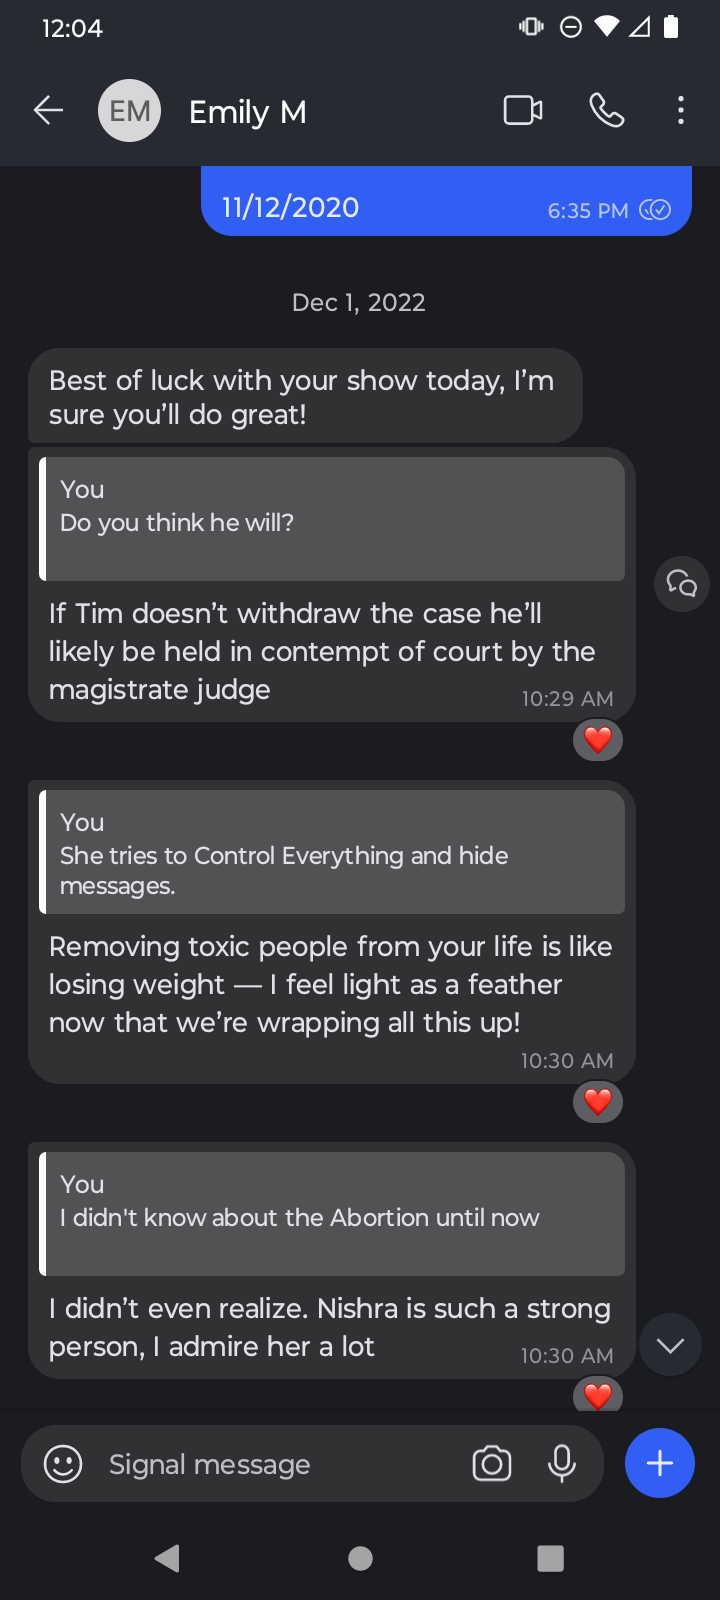 12:04
EM
Emily M
11/12/2020
6:35 PM
Dec 1, 2022
Best of luck with your show today, I’m
sure you’ll do great!
You
Do you think he will?
If Tim doesn’t withdraw the case he’ll
likely be held in contempt of court by the
magistrate judge
10:29 AM
You
She tries to Control Everything and hide
messages.
Removing toxic people from your life is like
losing weight — I feel light as a feather
now that we’re wrapping all this up!
10:30 AM
You
I didn't know about the Abortion until now
I didn’t even realize. Nishra is such a strong
person, I admire her a lot
10:30 AM
Signal message